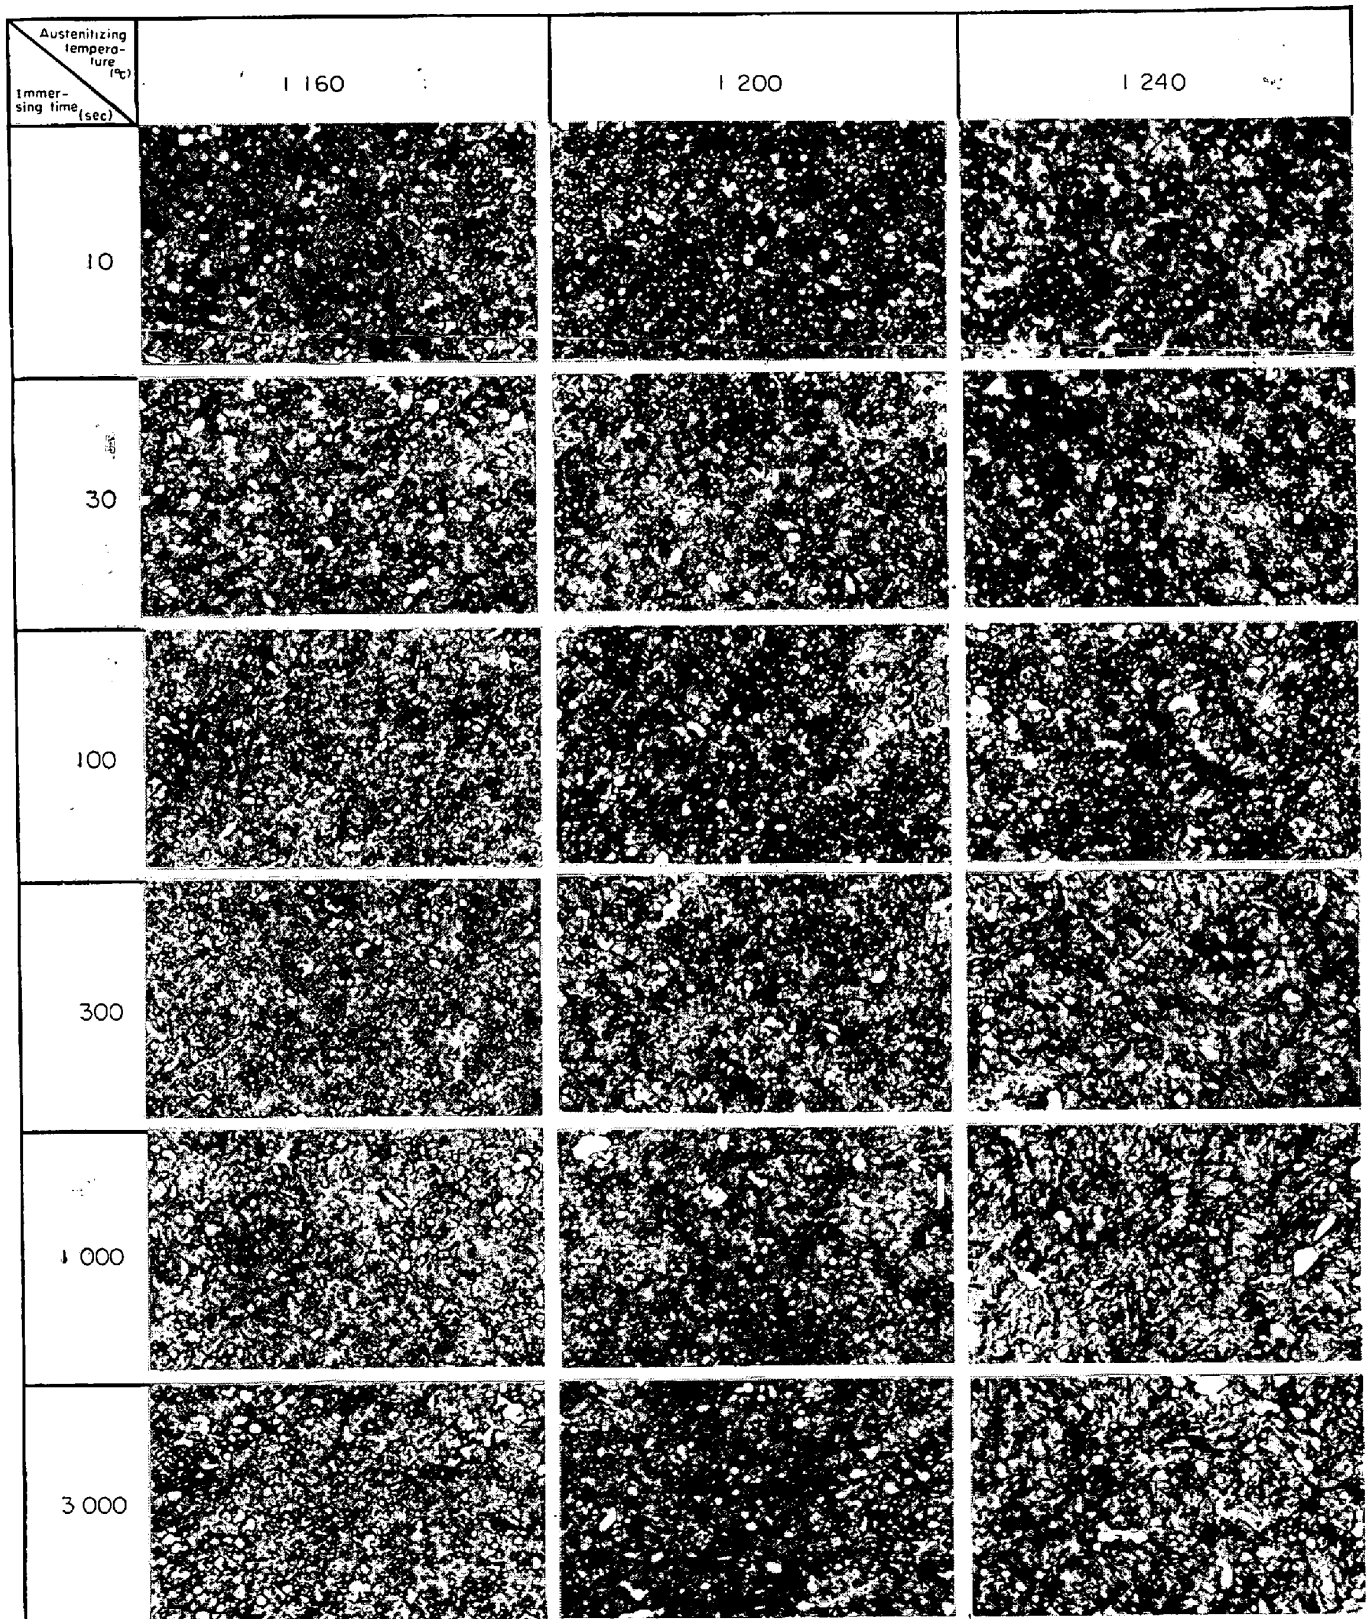 Austenitizing
tempera-
ture
(°C)
Immer-
sing time (sec)
1 160
1 200
1 240
10
30
100
300
1 000
3 000